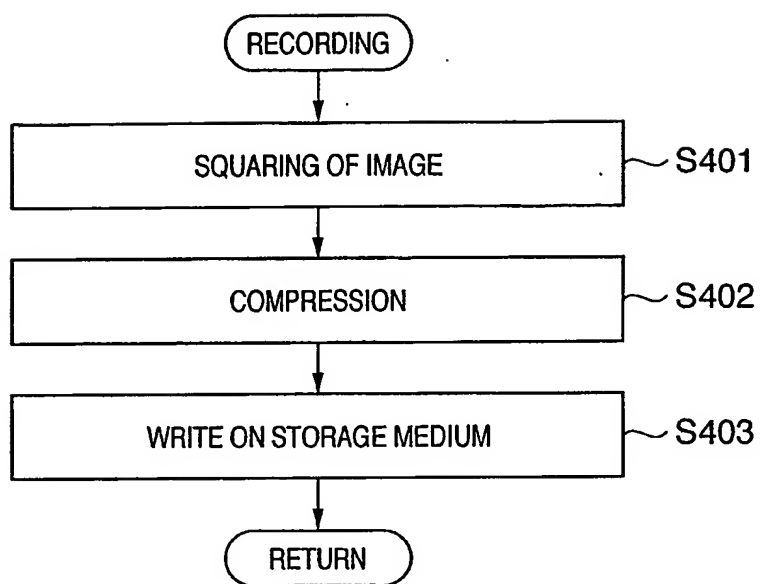 RECORDING
SQUARING OF IMAGE
S401
COMPRESSION
S402
WRITE ON STORAGE MEDIUM
S403
RETURN